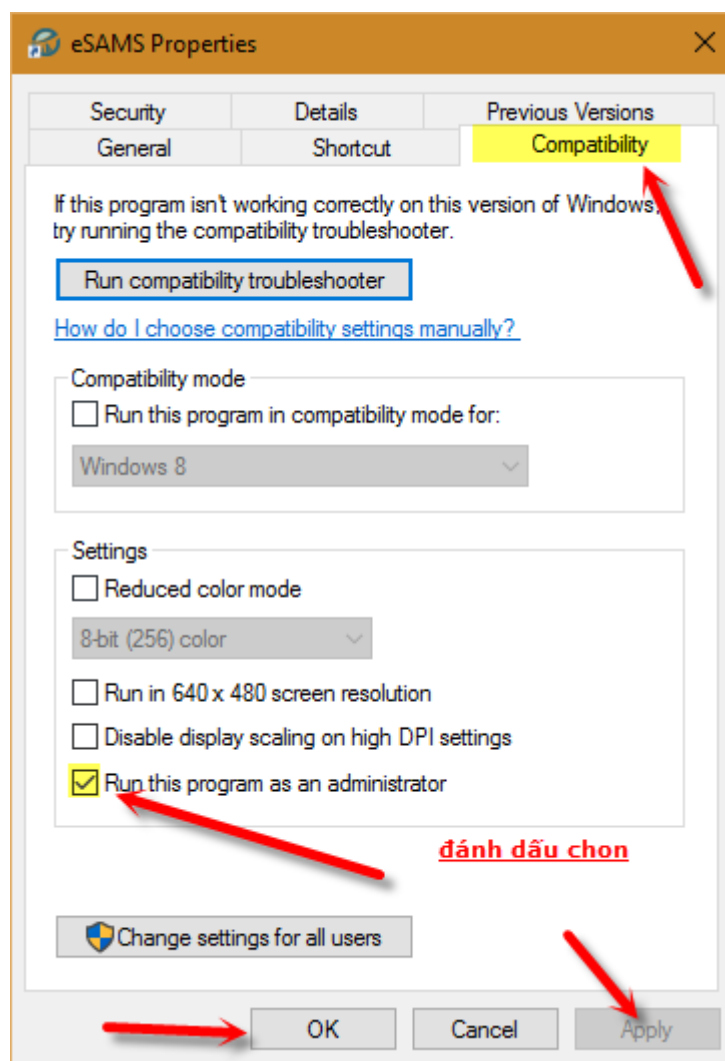 eSAMS Properties
Security Details Previous Versions
General Shortcut Compatibility
If this program isn't working correctly on this version of Windows,
try running the compatibility troubleshooter.
Run compatibility troubleshooter
How do I choose compatibility settings manually?
Compatibility mode
Run this program in compatibility mode for:
Windows 8
Settings
Reduced color mode
8-bit (256) color
Run in 640 x 480 screen resolution
Disable display scaling on high DPI settings
Run this program as an administrator
đánh dấu chon
Change settings for all users
OK Cancel Apply